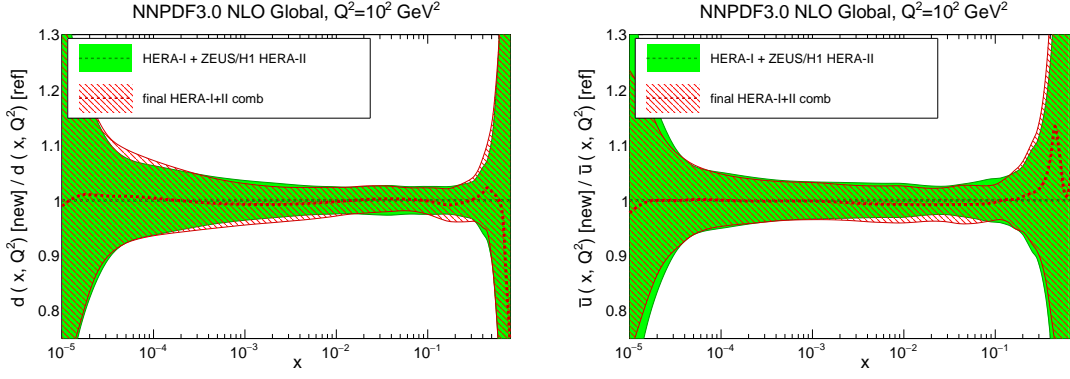 NNPDF3.0 NLO Global, Q²=10² GeV²
d ( x, Q²) [new] / d ( x, Q²) [ref]
1.3
1.2
1.1
1
0.9
0.8
HERA-I + ZEUS/H1 HERA-II
final HERA-I+II comb
10⁻⁵ 10⁻⁴ 10⁻³ 10⁻² 10⁻¹
x
NNPDF3.0 NLO Global, Q²=10² GeV²
u̅ ( x, Q²) [new] / u̅ ( x, Q²) [ref]
1.3
1.2
1.1
1
0.9
0.8
HERA-I + ZEUS/H1 HERA-II
final HERA-I+II comb
10⁻⁵ 10⁻⁴ 10⁻³ 10⁻² 10⁻¹
x